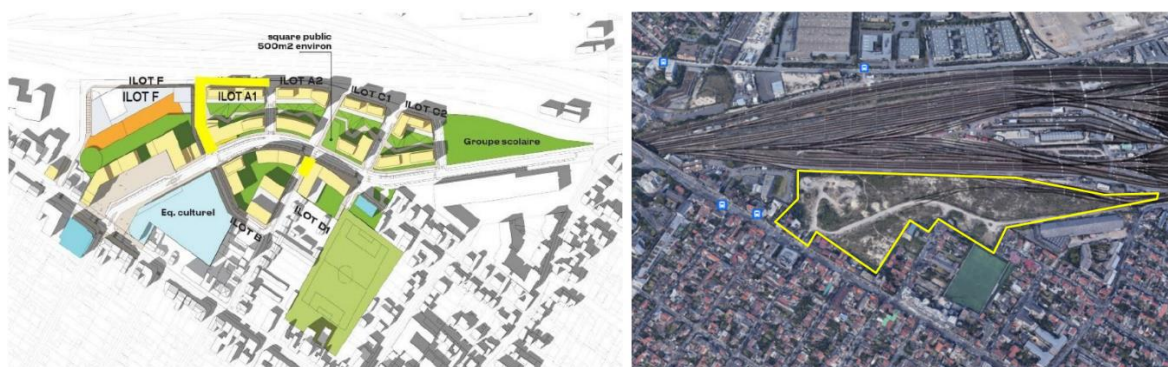 square public
500m2 environ
ILOT F
ILOT F
ILOT A1
ILOT A2
ILOT C1
ILOT C2
Groupe scolaire
Eq. culturel
ILOT B
ILOT D1